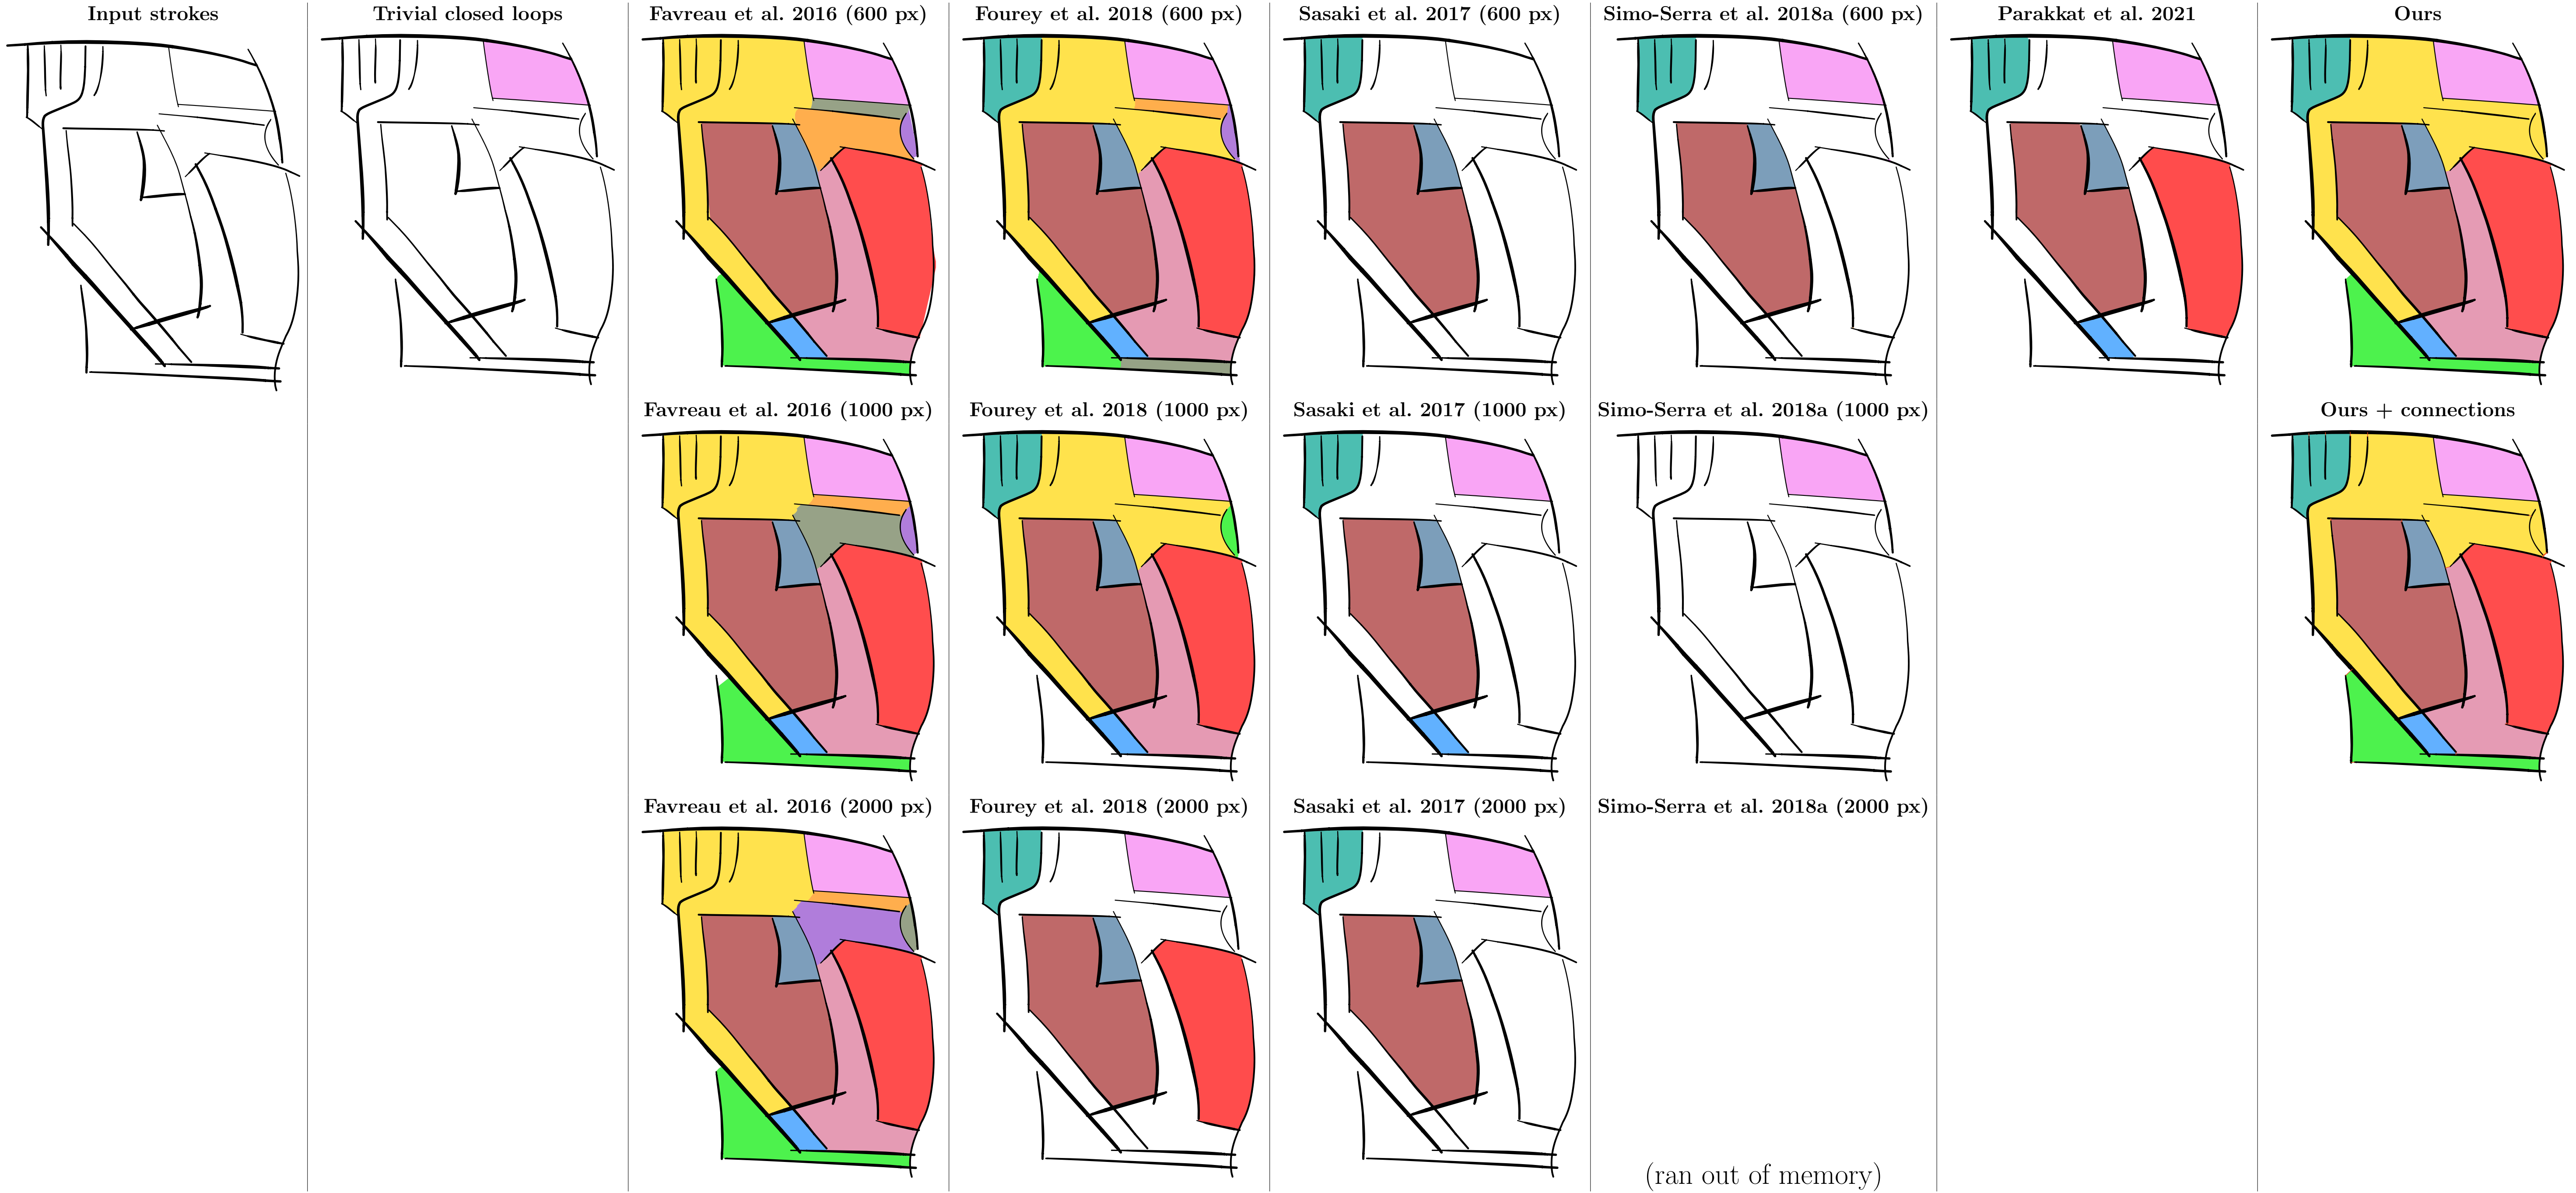 Input strokes
Trivial closed loops
Favreau et al. 2016 (600 px)
Fourey et al. 2018 (600 px)
Sasaki et al. 2017 (600 px)
Simo-Serra et al. 2018a (600 px)
Parakkat et al. 2021
Ours
Favreau et al. 2016 (1000 px)
Fourey et al. 2018 (1000 px)
Sasaki et al. 2017 (1000 px)
Simo-Serra et al. 2018a (1000 px)
Ours + connections
Favreau et al. 2016 (2000 px)
Fourey et al. 2018 (2000 px)
Sasaki et al. 2017 (2000 px)
Simo-Serra et al. 2018a (2000 px)
(ran out of memory)